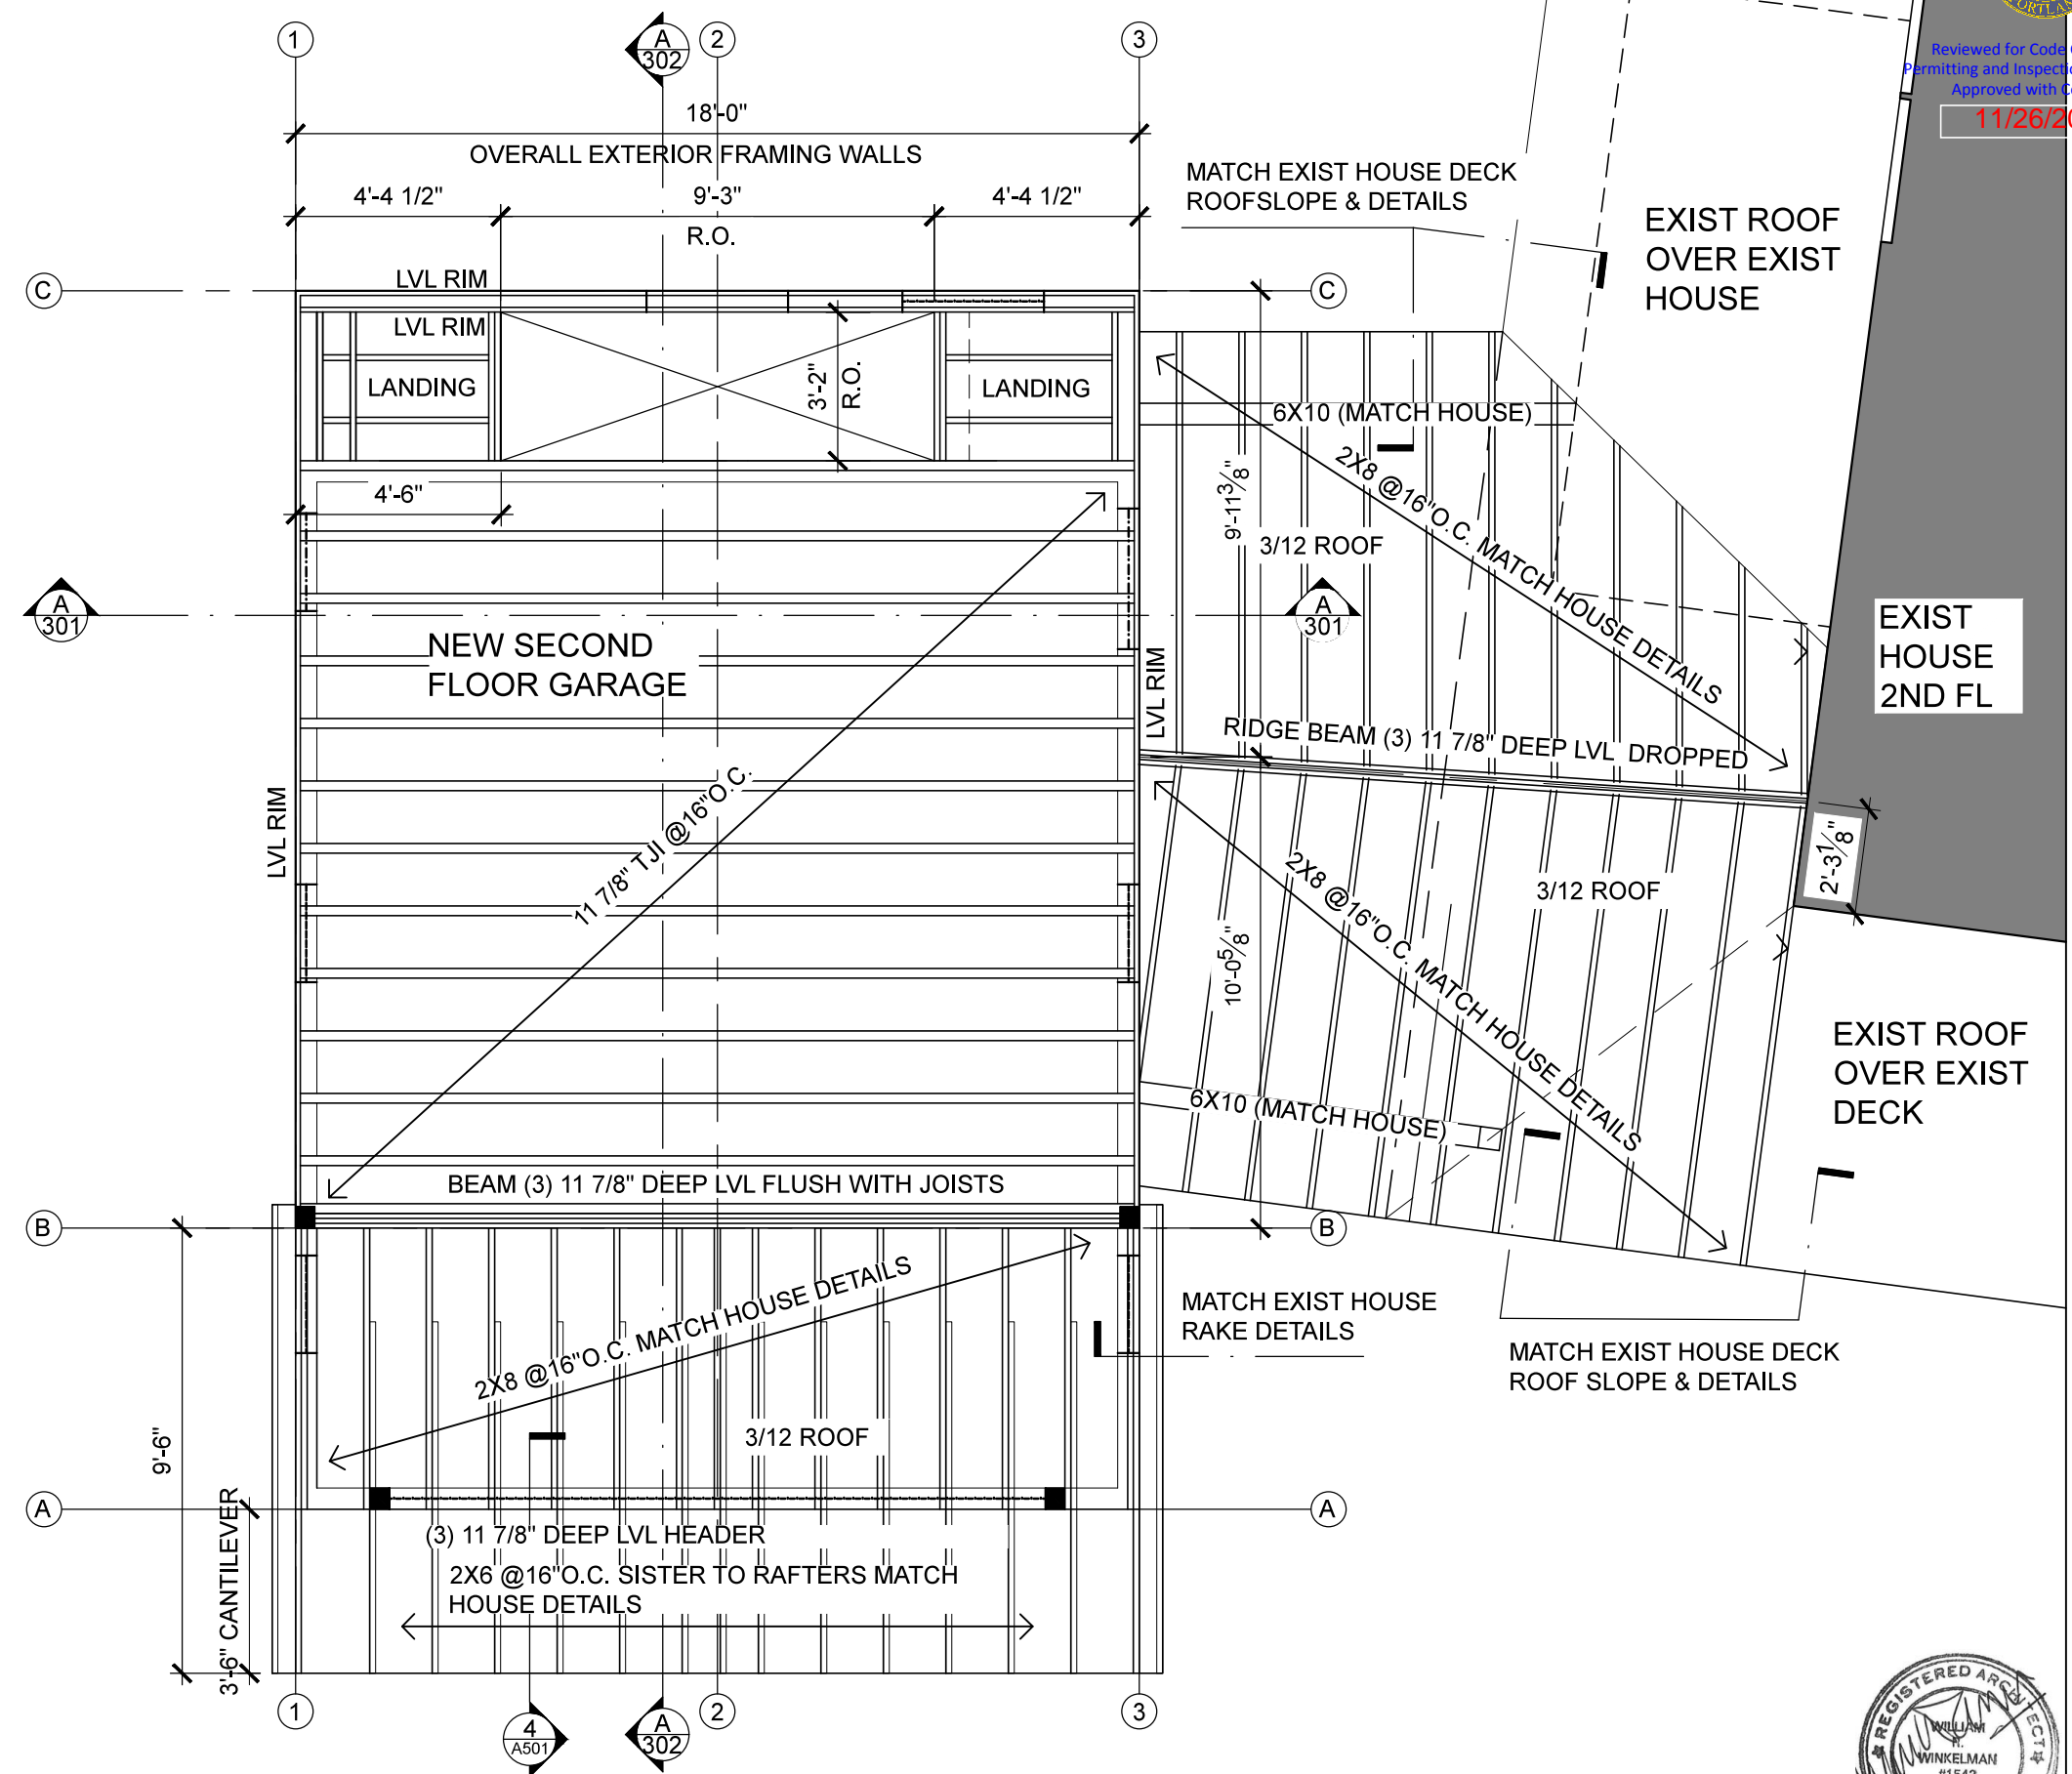 PORTLAN
Reviewed for Code
Permitting and Inspecti
Approved with C
11/26/20
1
A
302
2
3
18'-0"
OVERALL EXTERIOR FRAMING WALLS
4'-4 1/2"
9'-3"
4'-4 1/2"
R.O.
MATCH EXIST HOUSE DECK
ROOFSLOPE & DETAILS
EXIST ROOF
OVER EXIST
HOUSE
C
LVL RIM
C
LVL RIM
LANDING
3'-2"
R.O.
LANDING
6X10 (MATCH HOUSE)
4'-6"
2X8 @16"O.C. MATCH HOUSE DETAILS
9'-11 3/8"
3/12 ROOF
A
301
A
301
NEW SECOND
FLOOR GARAGE
LVL RIM
EXIST
HOUSE
2ND FL
RIDGE BEAM (3) 11 7/8" DEEP LVL DROPPED
LVL RIM
11 7/8" TJI @16"O.C.
2'-3 1/8"
2X8 @16"O.C. MATCH HOUSE DETAILS
3/12 ROOF
10'-0 5/8"
EXIST ROOF
OVER EXIST
DECK
6X10 (MATCH HOUSE)
BEAM (3) 11 7/8" DEEP LVL FLUSH WITH JOISTS
B
B
2X8 @16"O.C. MATCH HOUSE DETAILS
MATCH EXIST HOUSE
RAKE DETAILS
MATCH EXIST HOUSE DECK
ROOF SLOPE & DETAILS
9'-6"
3/12 ROOF
A
A
3'-6" CANTILEVER
(3) 11 7/8" DEEP LVL HEADER
2X6 @16"O.C. SISTER TO RAFTERS MATCH
HOUSE DETAILS
1
4
A501
A
302
2
3
REGISTERED ARCHITECT
WILLIAM
WINKELMAN